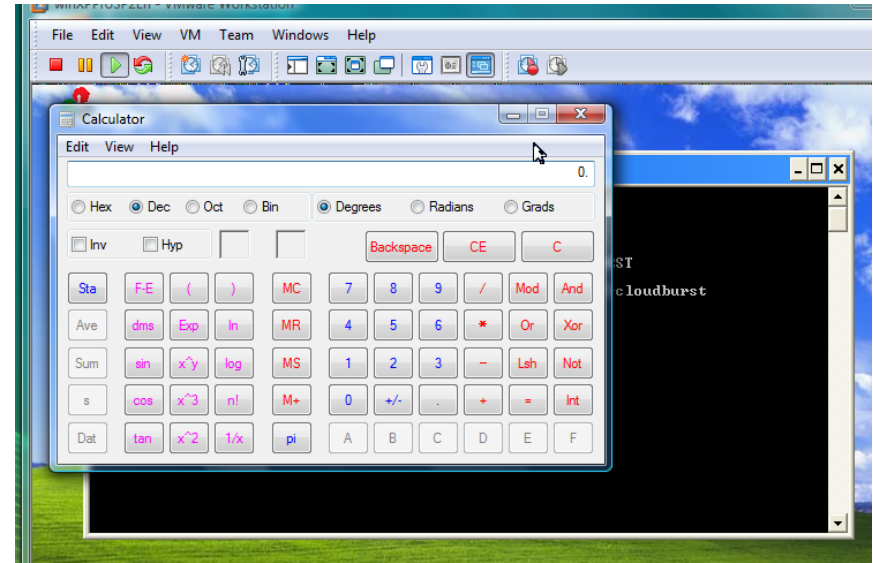 winXPProSP2En - VMware Workstation
File Edit View VM Team Windows Help
Calculator
Edit View Help
0.
Hex Dec Oct Bin Degrees Radians Grads
Inv Hyp Backspace CE C
Sta F-E ( ) MC 7 8 9 / Mod And
Ave dms Exp ln MR 4 5 6 * Or Xor
Sum sin x^y log MS 1 2 3 - Lsh Not
s cos x^3 n! M+ 0 +/- . + = Int
Dat tan x^2 1/x pi A B C D E F
ST
cloudburst